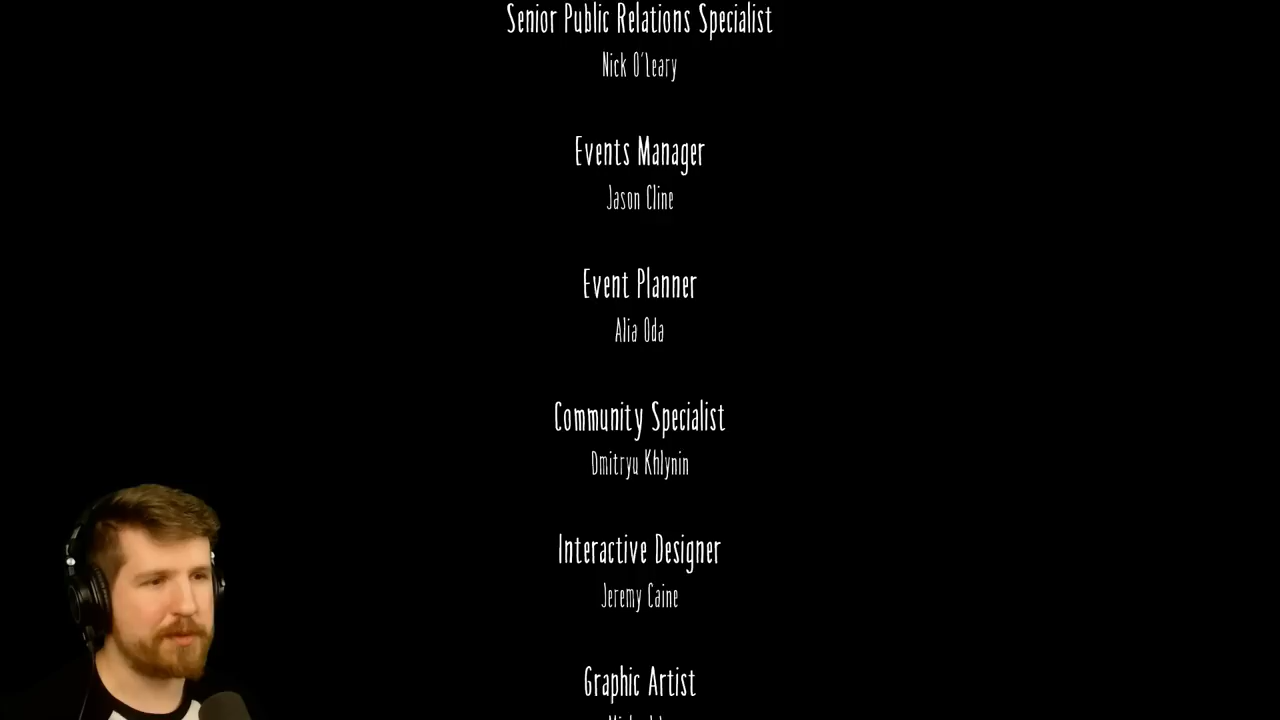 Senior Public Relations Specialist
Nick O'Leary
Events Manager
Jason Cline
Event Planner
Alia Oda
Community Specialist
Dmitryu Khlynin
Interactive Designer
Jeremy Caine
Graphic Artist